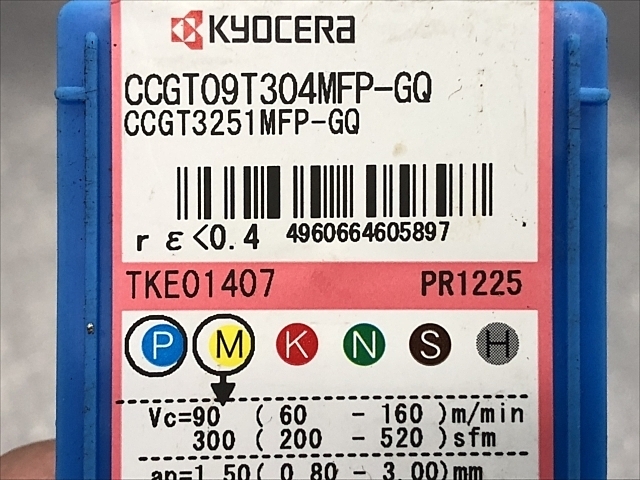 KYOCERA
CCGT09T304MFP-GQ
CCGT3251MFP-GQ
rε<0.4 4960664605897
TKE01407 PR1225
P M K N S H
Vc=90 ( 60 - 160 )m/min
300 ( 200 - 520 )sfm
ap=1.50( 0.80 - 3.00)mm